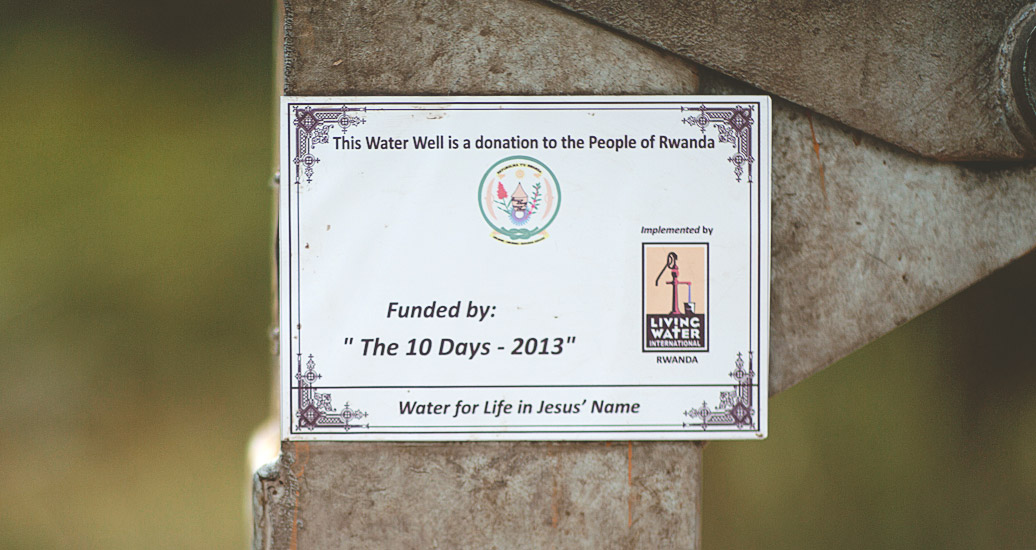 This Water Well is a donation to the People of Rwanda
Implemented by
LIVING
WATER
INTERNATIONAL
RWANDA
Funded by:
" The 10 Days - 2013"
Water for Life in Jesus' Name